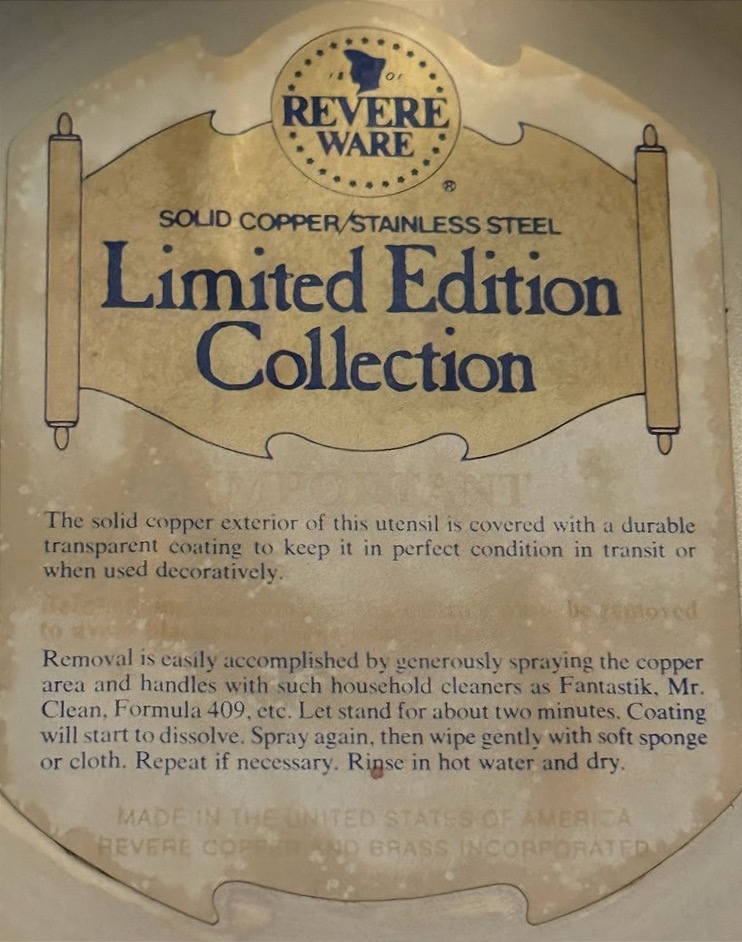 18 01
REVERE
WARE
®
SOLID COPPER/STAINLESS STEEL
Limited Edition
Collection
The solid copper exterior of this utensil is covered with a durable
transparent coating to keep it in perfect condition in transit or
when used decoratively.
be removed
to
Removal is easily accomplished by generously spraying the copper
area and handles with such household cleaners as Fantastik, Mr.
Clean, Formula 409, etc. Let stand for about two minutes. Coating
will start to dissolve. Spray again, then wipe gently with soft sponge
or cloth. Repeat if necessary. Rinse in hot water and dry.
MADE IN THE UNITED STATES OF AMERICA
REVERE COPPER AND BRASS INCORPORATED